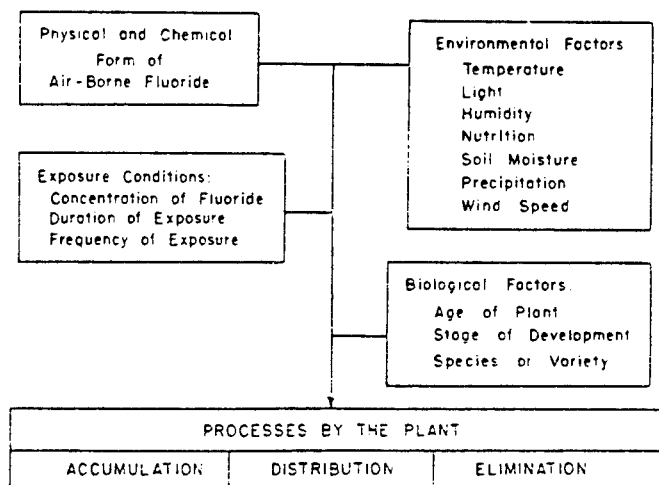 Physical and Chemical
Form of
Air-Borne Fluoride
Environmental Factors
Temperature
Light
Humidity
Nutrition
Soil Moisture
Precipitation
Wind Speed
Exposure Conditions:
Concentration of Fluoride
Duration of Exposure
Frequency of Exposure
Biological Factors:
Age of Plant
Stage of Development
Species or Variety
PROCESSES BY THE PLANT
ACCUMULATION
DISTRIBUTION
ELIMINATION